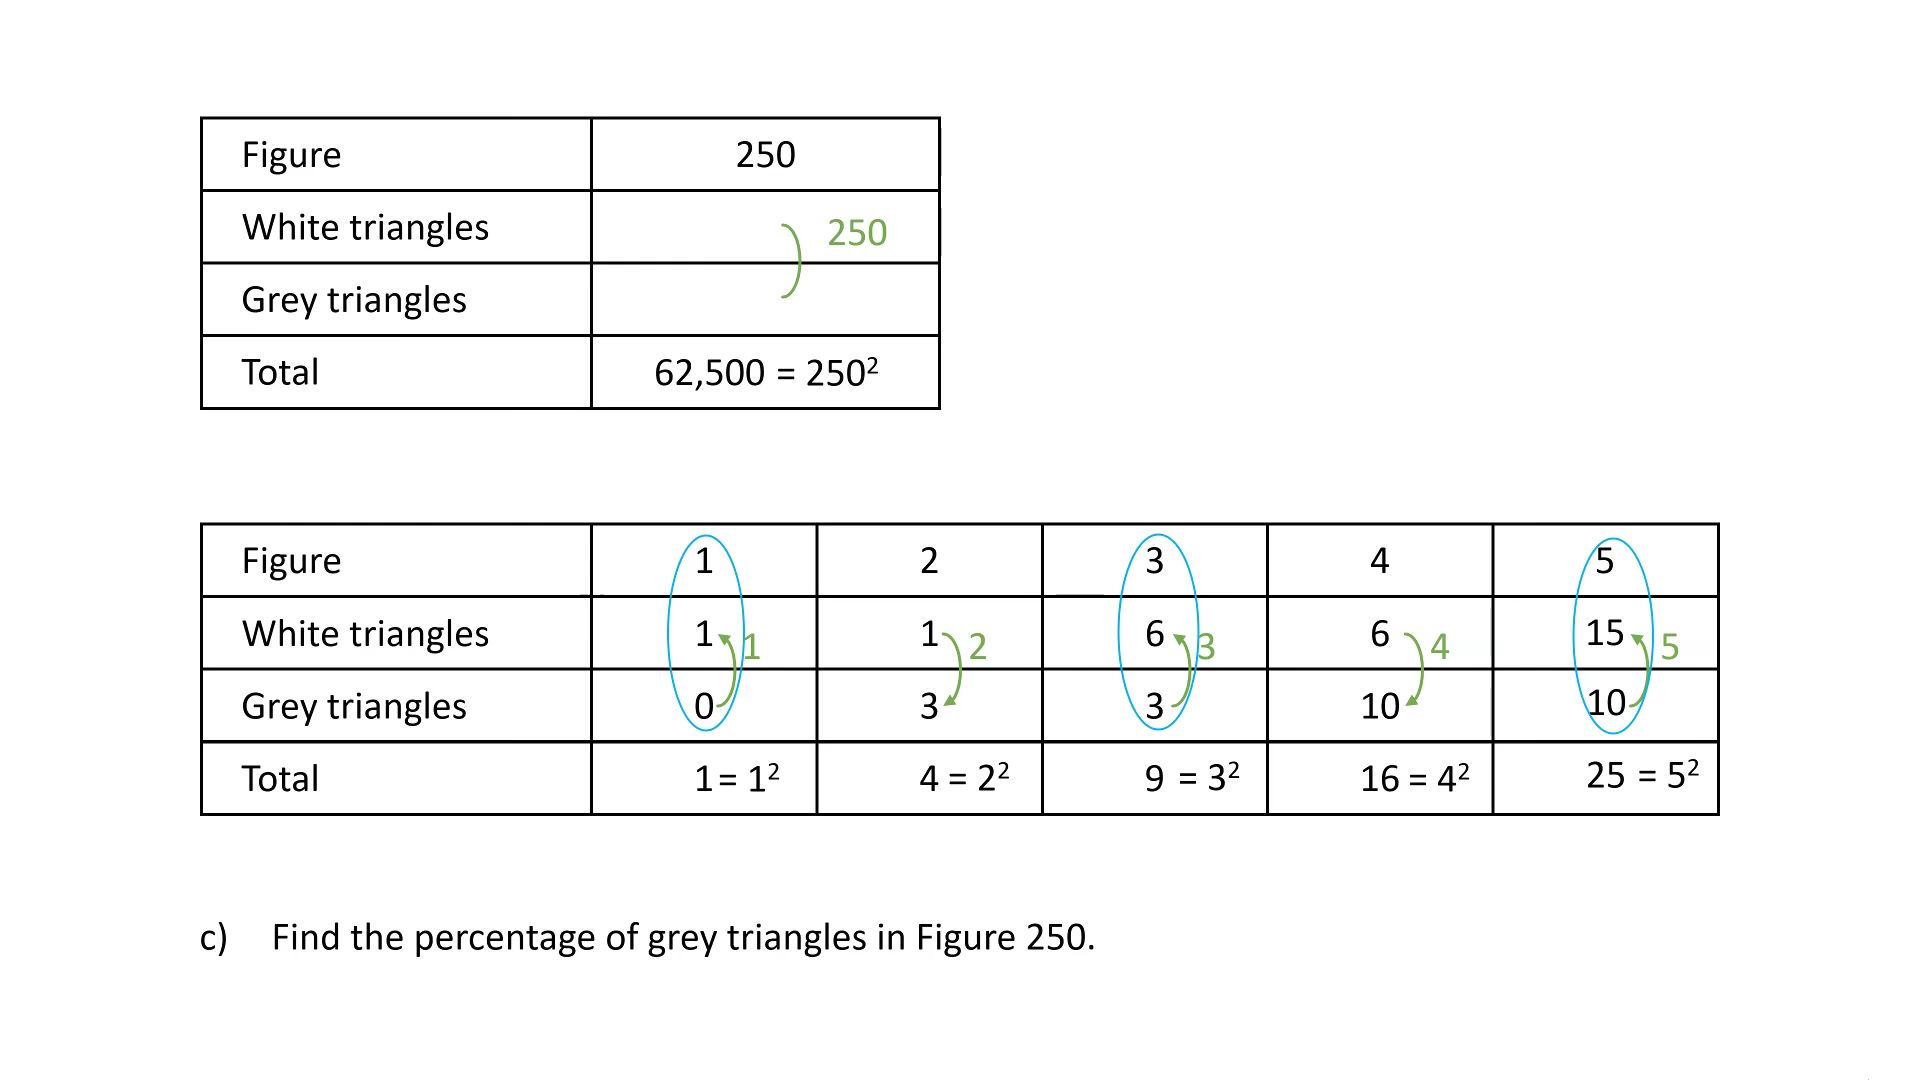 Figure 250
White triangles 250
Grey triangles
Total 62,500 = 250²
Figure 1 2 3 4 5
White triangles 1 1 1 2 6 3 6 4 15 5
Grey triangles 0 3 3 10 10
Total 1 = 1² 4 = 2² 9 = 3² 16 = 4² 25 = 5²
c) Find the percentage of grey triangles in Figure 250.